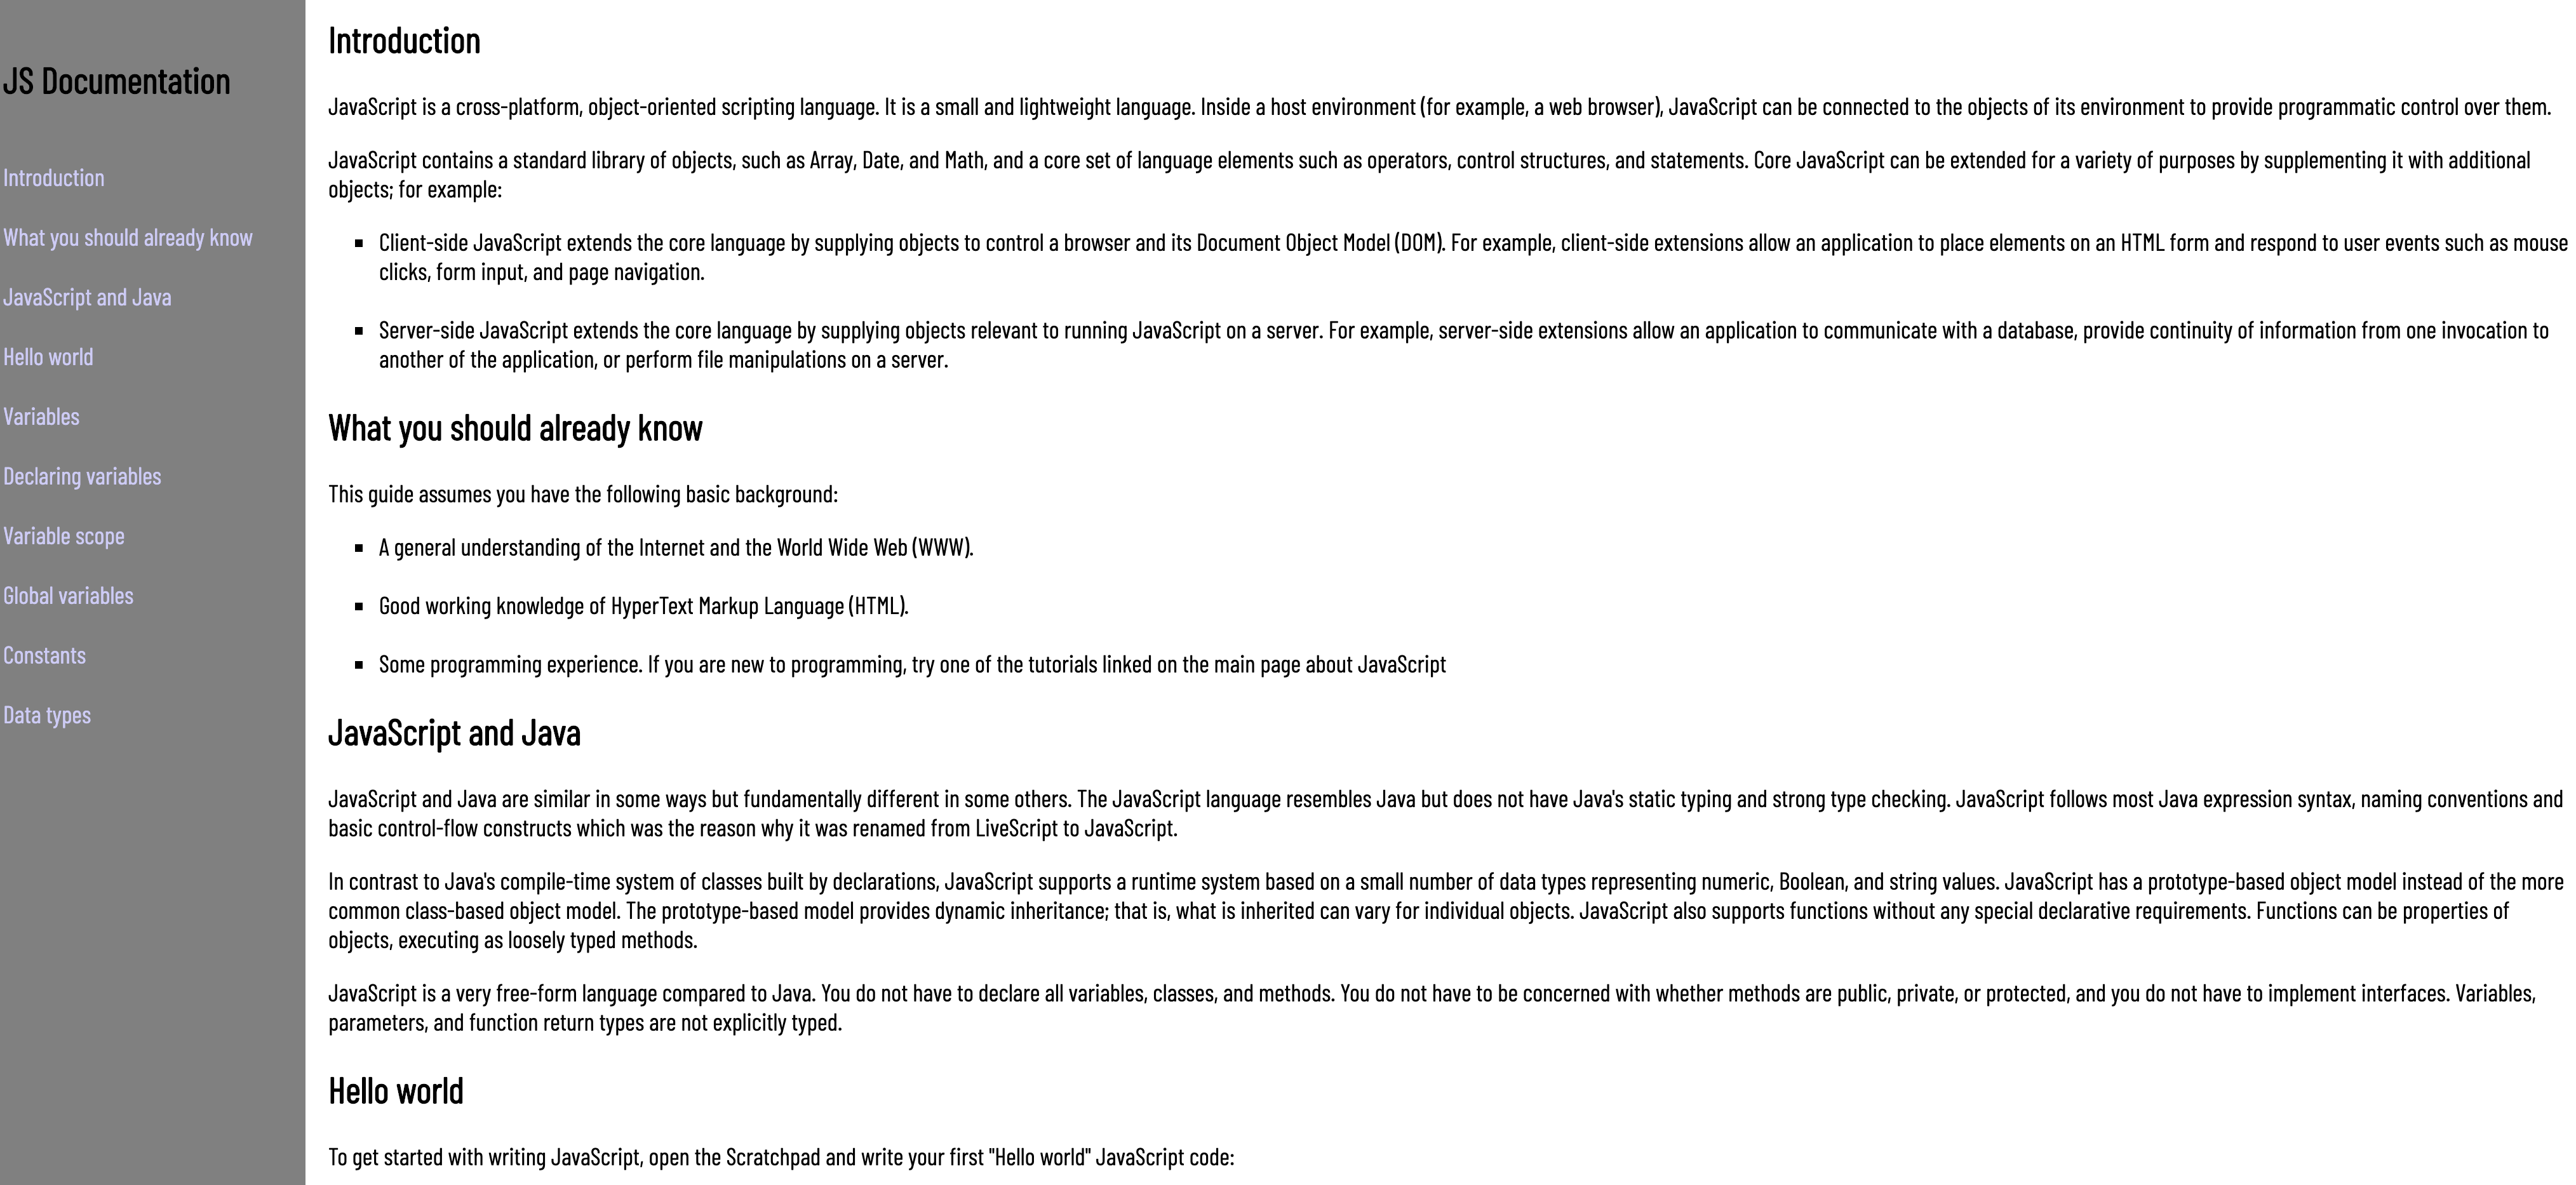 JS Documentation
Introduction
What you should already know
JavaScript and Java
Hello world
Variables
Declaring variables
Variable scope
Global variables
Constants
Data types
Introduction
JavaScript is a cross-platform, object-oriented scripting language. It is a small and lightweight language. Inside a host environment (for example, a web browser), JavaScript can be connected to the objects of its environment to provide programmatic control over them.
JavaScript contains a standard library of objects, such as Array, Date, and Math, and a core set of language elements such as operators, control structures, and statements. Core JavaScript can be extended for a variety of purposes by supplementing it with additional
objects; for example:
▪ Client-side JavaScript extends the core language by supplying objects to control a browser and its Document Object Model (DOM). For example, client-side extensions allow an application to place elements on an HTML form and respond to user events such as mouse
clicks, form input, and page navigation.
▪ Server-side JavaScript extends the core language by supplying objects relevant to running JavaScript on a server. For example, server-side extensions allow an application to communicate with a database, provide continuity of information from one invocation to
another of the application, or perform file manipulations on a server.
What you should already know
This guide assumes you have the following basic background:
▪ A general understanding of the Internet and the World Wide Web (WWW).
▪ Good working knowledge of HyperText Markup Language (HTML).
▪ Some programming experience. If you are new to programming, try one of the tutorials linked on the main page about JavaScript
JavaScript and Java
JavaScript and Java are similar in some ways but fundamentally different in some others. The JavaScript language resembles Java but does not have Java's static typing and strong type checking. JavaScript follows most Java expression syntax, naming conventions and
basic control-flow constructs which was the reason why it was renamed from LiveScript to JavaScript.
In contrast to Java's compile-time system of classes built by declarations, JavaScript supports a runtime system based on a small number of data types representing numeric, Boolean, and string values. JavaScript has a prototype-based object model instead of the more
common class-based object model. The prototype-based model provides dynamic inheritance; that is, what is inherited can vary for individual objects. JavaScript also supports functions without any special declarative requirements. Functions can be properties of
objects, executing as loosely typed methods.
JavaScript is a very free-form language compared to Java. You do not have to declare all variables, classes, and methods. You do not have to be concerned with whether methods are public, private, or protected, and you do not have to implement interfaces. Variables,
parameters, and function return types are not explicitly typed.
Hello world
To get started with writing JavaScript, open the Scratchpad and write your first "Hello world" JavaScript code: